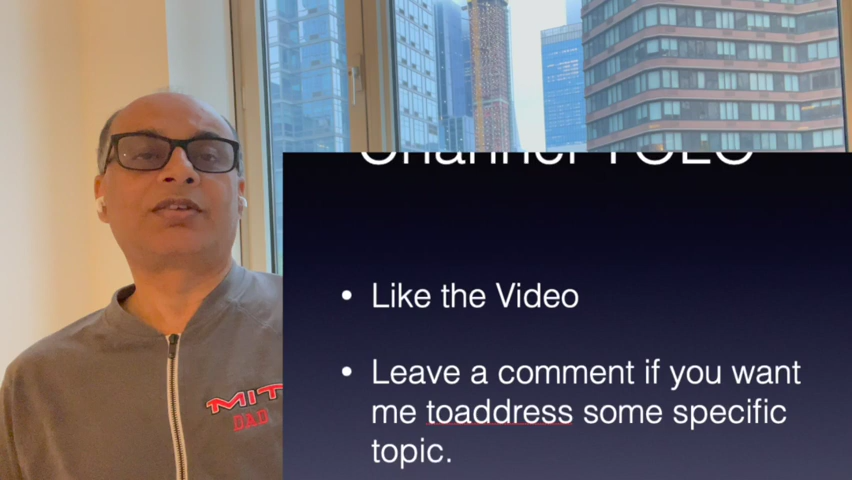 Like the Video
Leave a comment if you want
me toaddress some specific
topic.
MIT
DAD